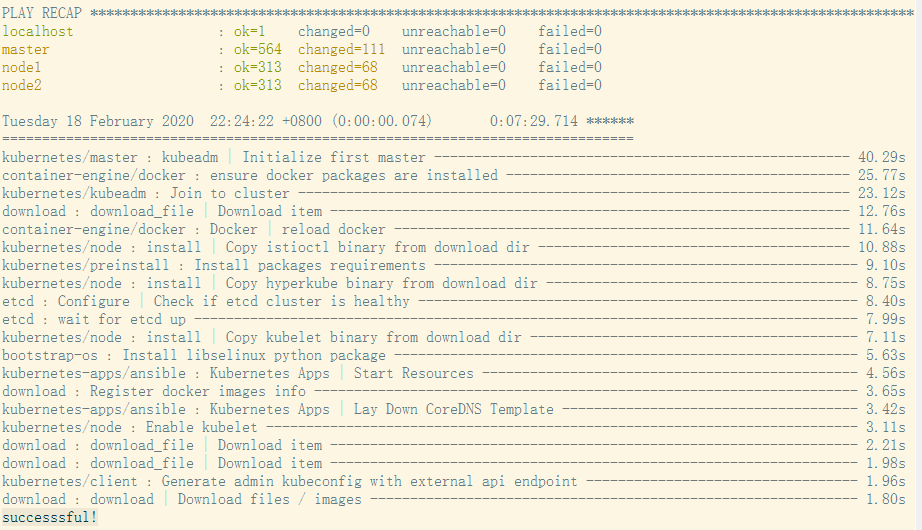 PLAY RECAP *******************************************************************************************************
localhost                  : ok=1    changed=0    unreachable=0    failed=0
master                     : ok=564  changed=111  unreachable=0    failed=0
node1                      : ok=313  changed=68   unreachable=0    failed=0
node2                      : ok=313  changed=68   unreachable=0    failed=0
Tuesday 18 February 2020  22:24:22 +0800 (0:00:00.074)       0:07:29.714 ******
===============================================================================
kubernetes/master : kubeadm | Initialize first master ---------------------------------------------------- 40.29s
container-engine/docker : ensure docker packages are installed ------------------------------------------- 25.77s
kubernetes/kubeadm : Join to cluster --------------------------------------------------------------------- 23.12s
download : download_file | Download item ----------------------------------------------------------------- 12.76s
container-engine/docker : Docker | reload docker --------------------------------------------------------- 11.64s
kubernetes/node : install | Copy istioctl binary from download dir --------------------------------------- 10.88s
kubernetes/preinstall : Install packages requirements ----------------------------------------------------- 9.10s
kubernetes/node : install | Copy hyperkube binary from download dir --------------------------------------- 8.75s
etcd : Configure | Check if etcd cluster is healthy ------------------------------------------------------- 8.40s
etcd : wait for etcd up ----------------------------------------------------------------------------------- 7.99s
kubernetes/node : install | Copy kubelet binary from download dir ----------------------------------------- 7.11s
bootstrap-os : Install libselinux python package ---------------------------------------------------------- 5.63s
kubernetes-apps/ansible : Kubernetes Apps | Start Resources ----------------------------------------------- 4.56s
download : Register docker images info -------------------------------------------------------------------- 3.65s
kubernetes-apps/ansible : Kubernetes Apps | Lay Down CoreDNS Template ------------------------------------- 3.42s
kubernetes/node : Enable kubelet -------------------------------------------------------------------------- 3.11s
download : download_file | Download item ------------------------------------------------------------------ 2.21s
download : download_file | Download item ------------------------------------------------------------------ 1.98s
kubernetes/client : Generate admin kubeconfig with external api endpoint ---------------------------------- 1.96s
download : download | Download files / images ------------------------------------------------------------- 1.80s
successsful!